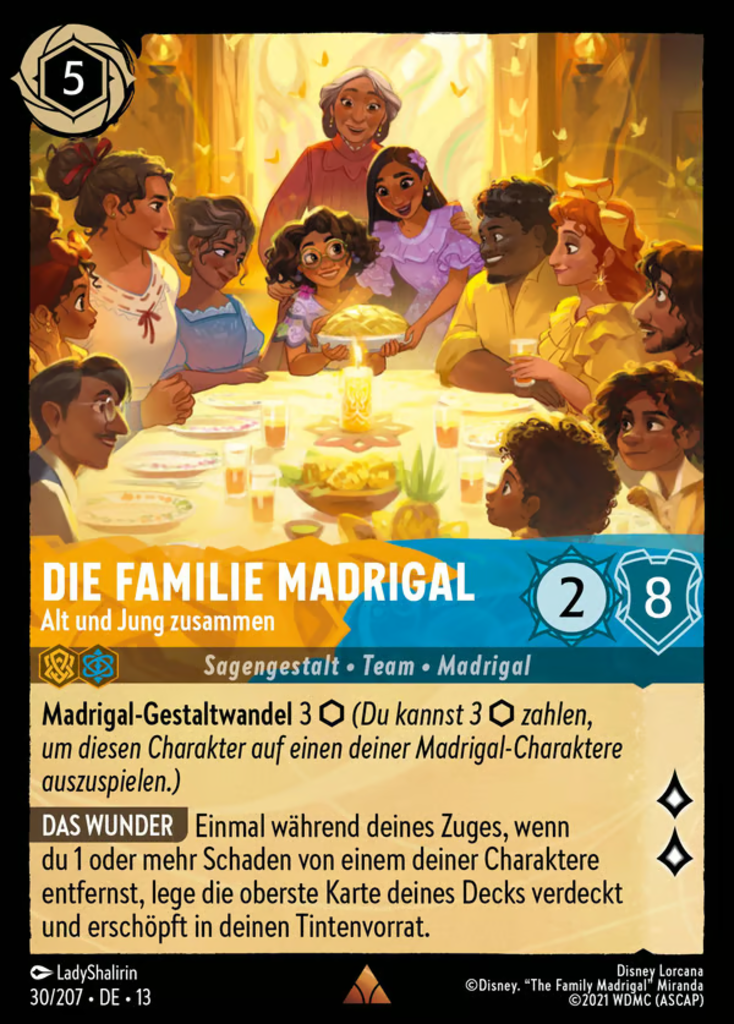 5
DIE FAMILIE MADRIGAL
Alt und Jung zusammen
2
8
Sagengestalt • Team • Madrigal
Madrigal-Gestaltwandel 3 ⬡ (Du kannst 3 ⬡ zahlen,
um diesen Charakter auf einen deiner Madrigal-Charaktere
auszuspielen.)
DAS WUNDER Einmal während deines Zuges, wenn
du 1 oder mehr Schaden von einem deiner Charaktere
entfernst, lege die oberste Karte deines Decks verdeckt
und erschöpft in deinen Tintenvorrat.
LadyShalirin
30/207 • DE • 13
Disney Lorcana
©Disney. "The Family Madrigal" Miranda
©2021 WDMC (ASCAP)